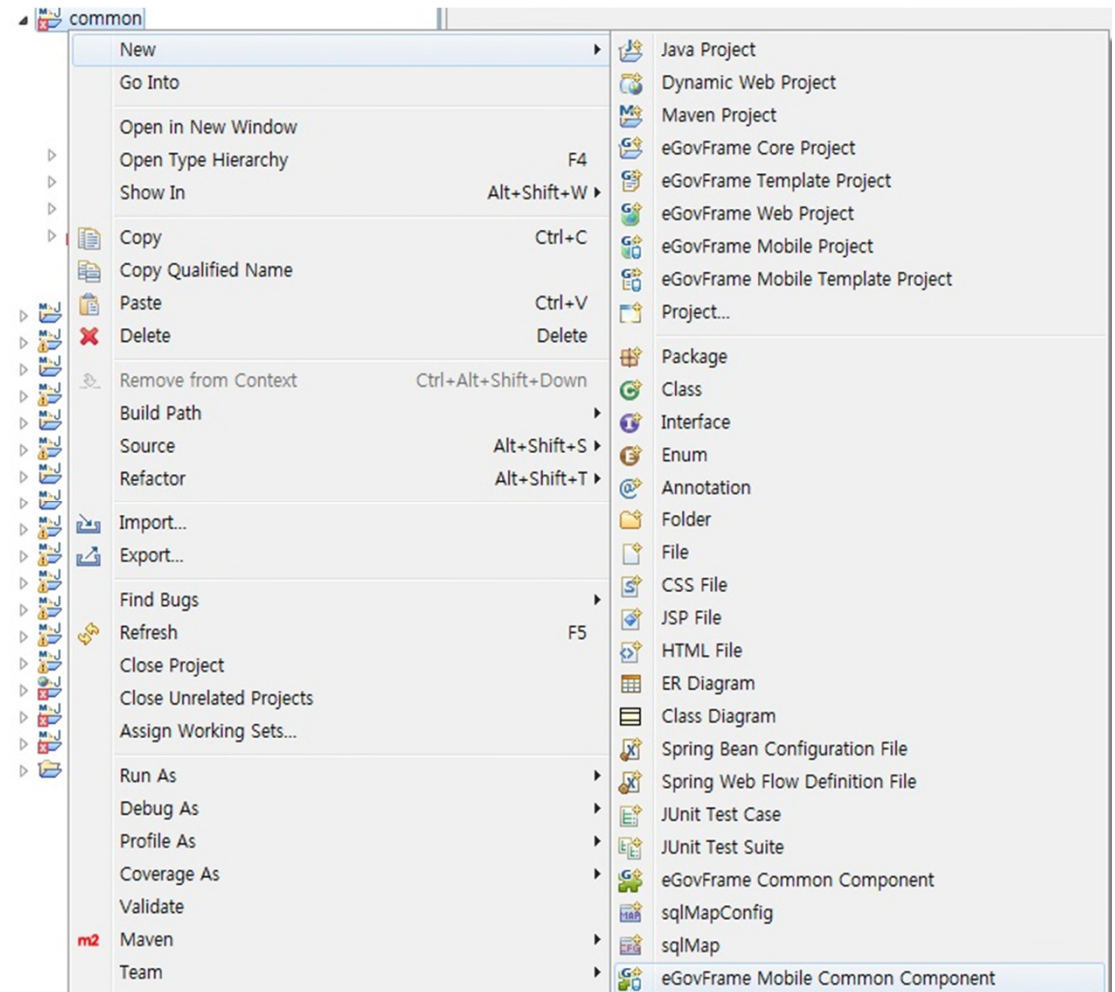 common
New
Go Into
Open in New Window
Open Type Hierarchy F4
Show In Alt+Shift+W
Copy Ctrl+C
Copy Qualified Name
Paste Ctrl+V
Delete Delete
Remove from Context Ctrl+Alt+Shift+Down
Build Path
Source Alt+Shift+S
Refactor Alt+Shift+T
Import...
Export...
Find Bugs
Refresh F5
Close Project
Close Unrelated Projects
Assign Working Sets...
Run As
Debug As
Profile As
Coverage As
Validate
m2 Maven
Team
Java Project
Dynamic Web Project
Maven Project
eGovFrame Core Project
eGovFrame Template Project
eGovFrame Web Project
eGovFrame Mobile Project
eGovFrame Mobile Template Project
Project...
Package
Class
Interface
Enum
Annotation
Folder
File
CSS File
JSP File
HTML File
ER Diagram
Class Diagram
Spring Bean Configuration File
Spring Web Flow Definition File
JUnit Test Case
JUnit Test Suite
eGovFrame Common Component
sqlMapConfig
sqlMap
eGovFrame Mobile Common Component